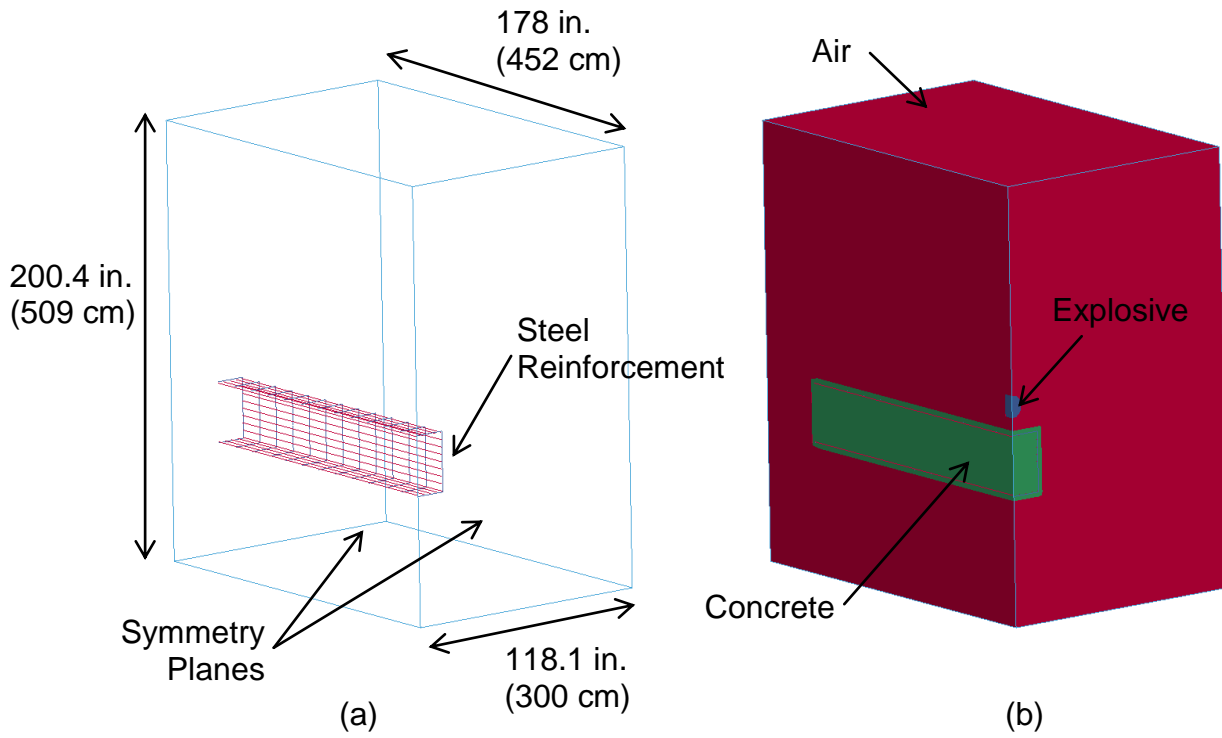 178 in.
(452 cm)
200.4 in.
(509 cm)
Steel
Reinforcement
Symmetry
Planes
118.1 in.
(300 cm)
(a)
Air
Explosive
Concrete
(b)